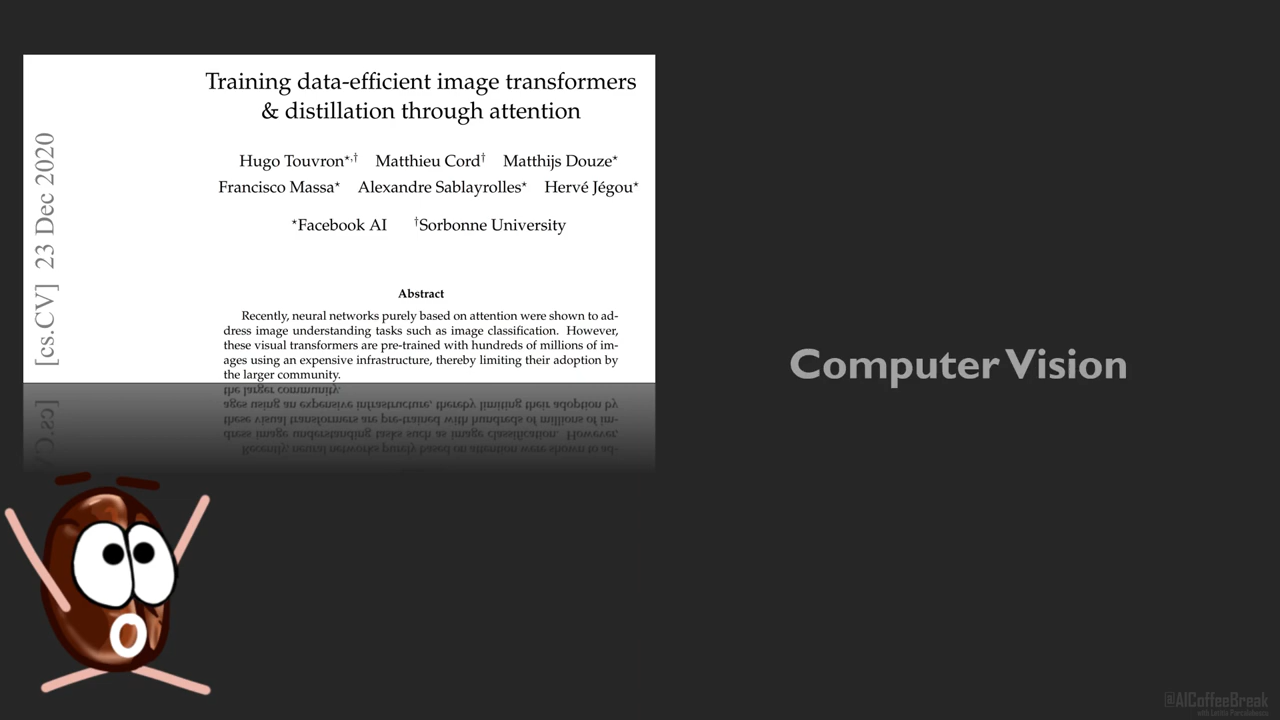 Training data-efficient image transformers
& distillation through attention
Hugo Touvron⋆,† Matthieu Cord† Matthijs Douze⋆
Francisco Massa⋆ Alexandre Sablayrolles⋆ Hervé Jégou⋆
⋆Facebook AI †Sorbonne University
[cs.CV] 23 Dec 2020
Abstract
Recently, neural networks purely based on attention were shown to ad-
dress image understanding tasks such as image classification. However,
these visual transformers are pre-trained with hundreds of millions of im-
ages using an expensive infrastructure, thereby limiting their adoption by
the larger community.
Computer Vision
@AICoffeeBreak
with Letitia Parcalabescu